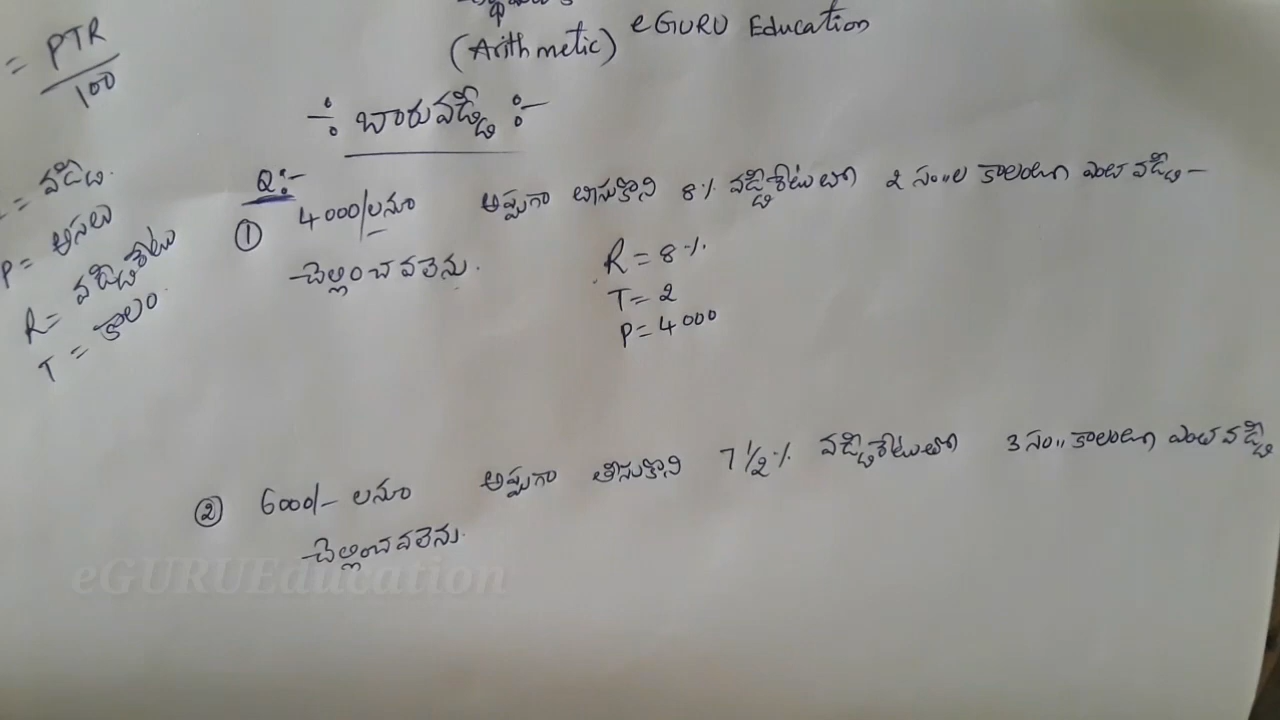 (Arithmetic) eGURU Education
= PTR
100
÷ బారువడ్డీ :-
= వడ్డీ.
P = అసలు
R = వడ్డీరేటు
T = కాలం.
Q:-
① 4000/లనూ అప్పుగా తీసుకొని 8% వడ్డీరేటుతో 2 సం॥ల కాలంలో ఎంత వడ్డీ -
చెల్లించవలెను.
R = 8%
T = 2
P = 4000
② 6000/- లనూ అప్పుగా తీసుకొని 7 1/2% వడ్డీరేటుతో 3 సం॥ కాలంలో ఎంత వడ్డీ
చెల్లించవలెను.
eGURUEducation